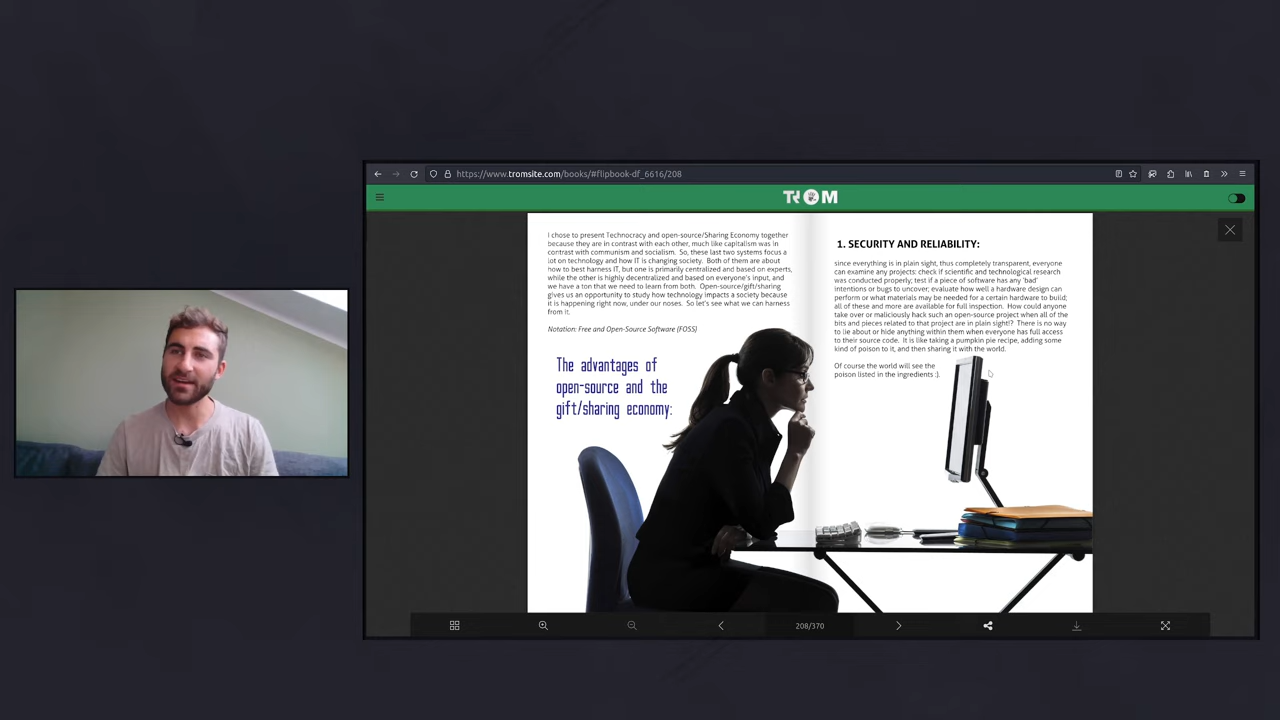 https://www.tromsite.com/books/#flipbook-df_6616/208
TROM
I chose to present Technocracy and open-source/Sharing Economy together
because they are in contrast with each other, much like capitalism was in
contrast with communism and socialism. So, these last two systems focus a
lot on technology and how IT is changing society. Both of them are about
how to best harness IT, but one is primarily centralized and based on experts,
while the other is highly decentralized and based on everyone's input, and
we have a ton that we need to learn from both. Open-source/gift/sharing
gives us an opportunity to study how technology impacts a society because
it is happening right now, under our noses. So let's see what we can harness
from it.
Notation: Free and Open-Source Software (FOSS)
The advantages of
open-source and the
gift/sharing economy:
1. SECURITY AND RELIABILITY:
since everything is in plain sight, thus completely transparent, everyone
can examine any projects: check if scientific and technological research
was conducted properly; test if a piece of software has any 'bad'
intentions or bugs to uncover; evaluate how well a hardware design can
perform or what materials may be needed for a certain hardware to build;
all of these and more are available for full inspection. How could anyone
take over or maliciously hack such an open-source project when all of the
bits and pieces related to that project are in plain sight!? There is no way
to lie about or hide anything within them when everyone has full access
to their source code. It is like taking a pumpkin pie recipe, adding some
kind of poison to it, and then sharing it with the world.
Of course the world will see the
poison listed in the ingredients :).
208/370